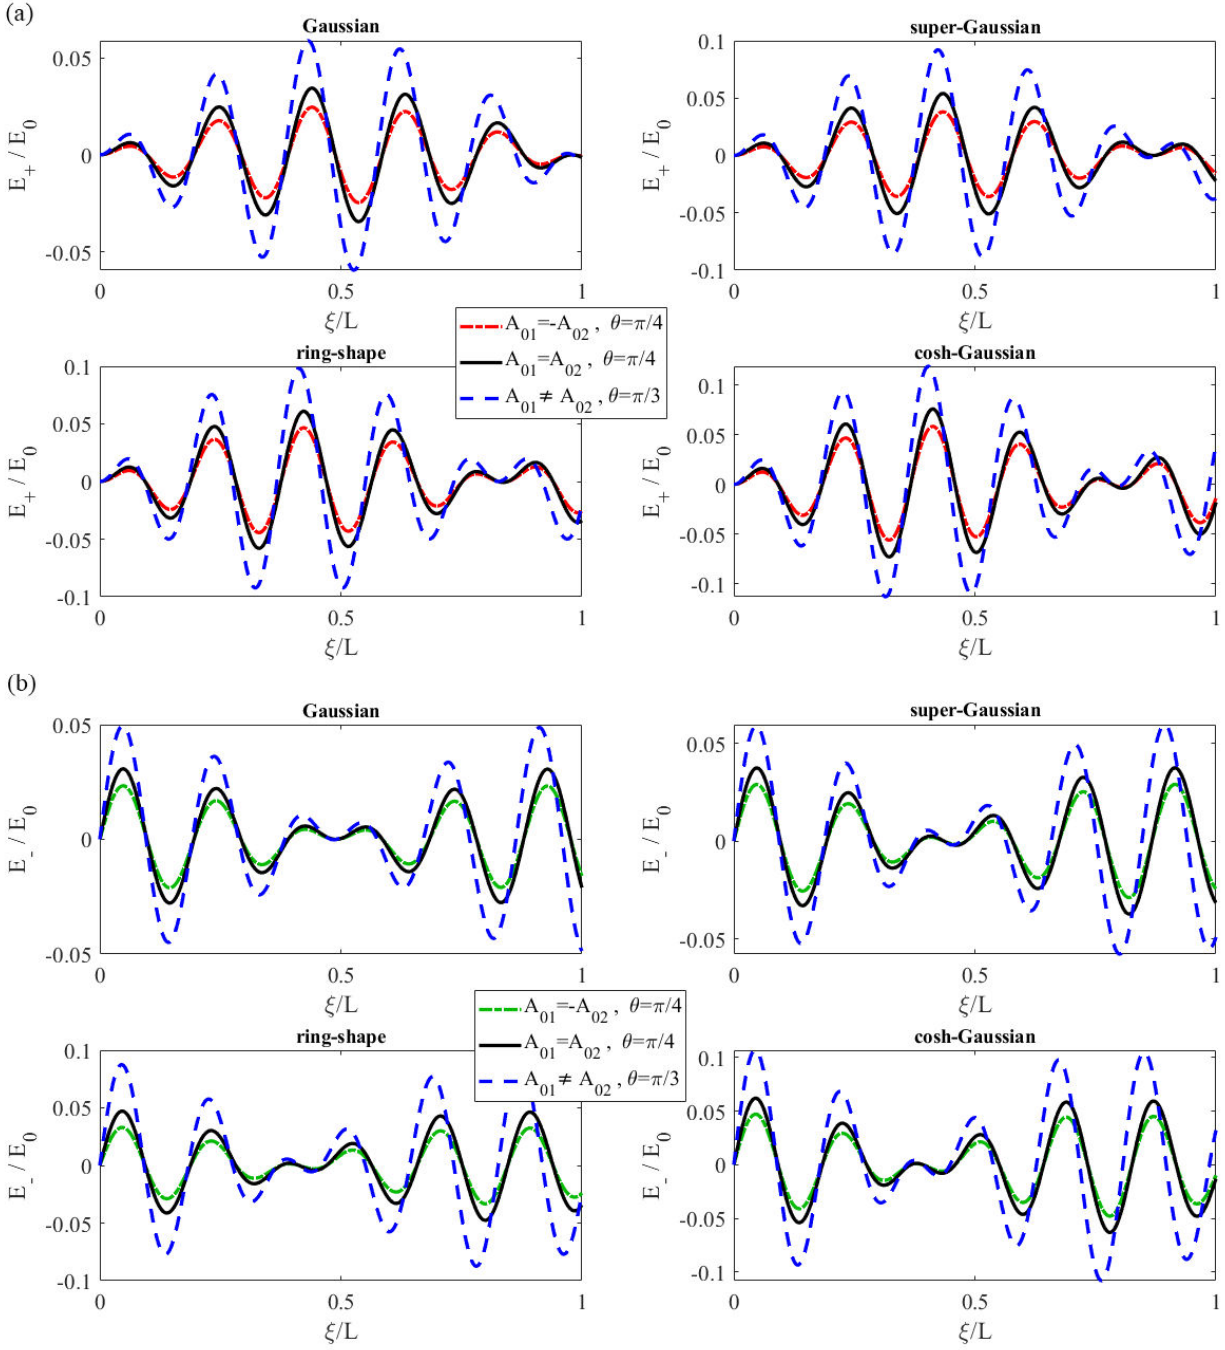 (a)
Gaussian
0.05
0
-0.05
E+ / E0
0
0.5
1
ξ/L
super-Gaussian
0.1
0.05
0
-0.05
-0.1
E+ / E0
0
0.5
1
ξ/L
A01=-A02 , θ=π/4
A01=A02 , θ=π/4
A01≠ A02 , θ=π/3
ring-shape
0.1
0.05
0
-0.05
-0.1
E+ / E0
0
0.5
1
ξ/L
cosh-Gaussian
0.1
0.05
0
-0.05
-0.1
E+ / E0
0
0.5
1
ξ/L
(b)
Gaussian
0.05
0
-0.05
E- / E0
0
0.5
1
ξ/L
super-Gaussian
0.05
0
-0.05
E- / E0
0
0.5
1
ξ/L
A01=-A02 , θ=π/4
A01=A02 , θ=π/4
A01≠ A02 , θ=π/3
ring-shape
0.1
0.05
0
-0.05
-0.1
E- / E0
0
0.5
1
ξ/L
cosh-Gaussian
0.1
0.05
0
-0.05
-0.1
E- / E0
0
0.5
1
ξ/L